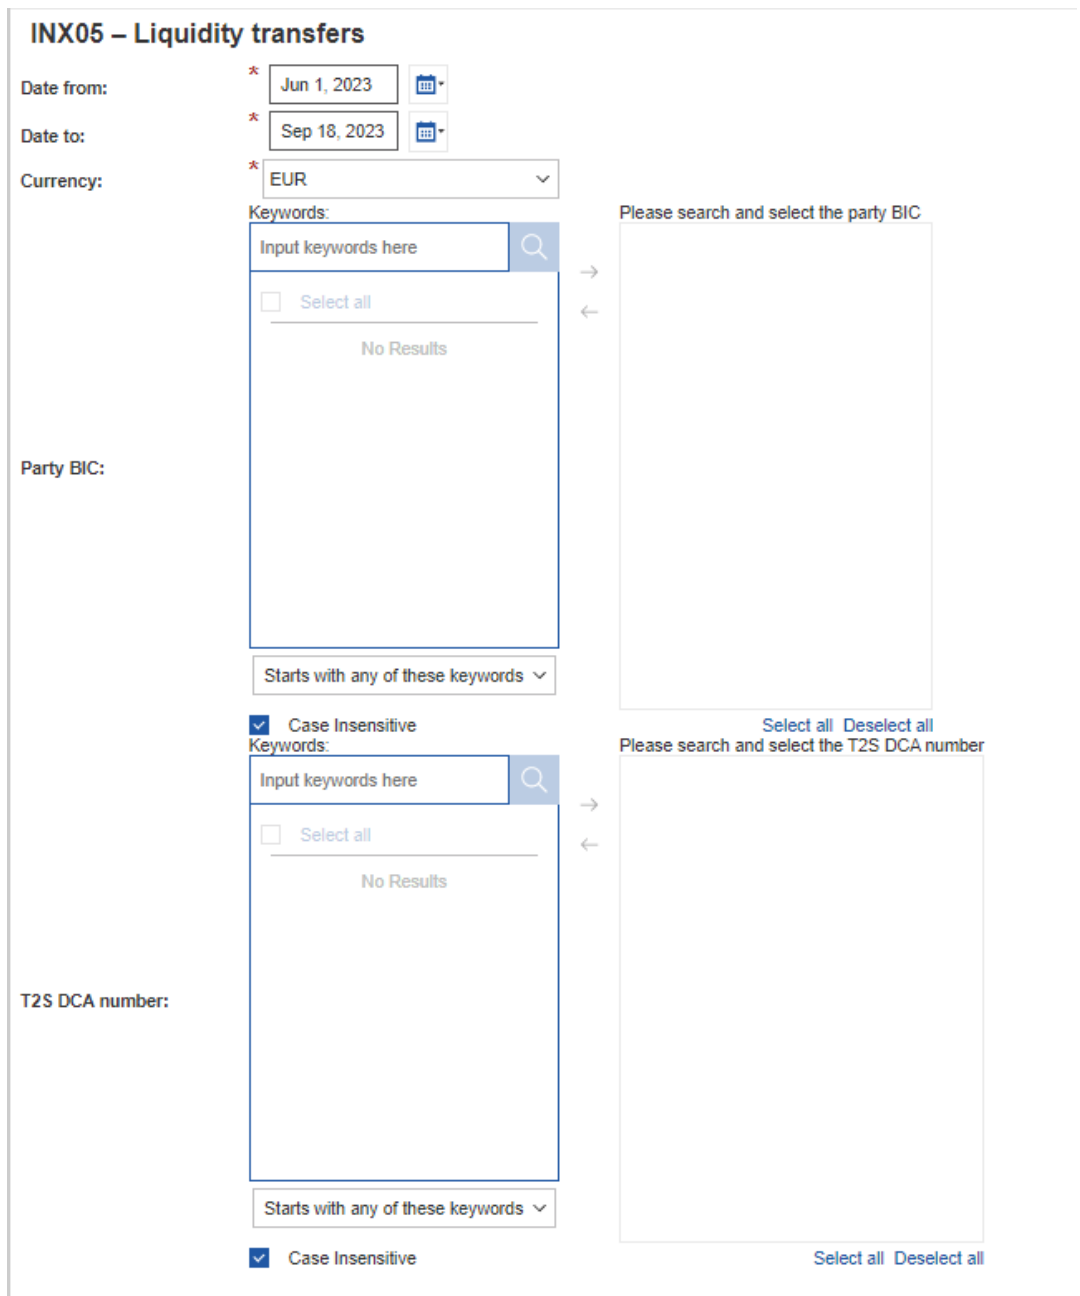 INX05 – Liquidity transfers
Date from:
* Jun 1, 2023
Date to:
* Sep 18, 2023
Currency:
* EUR
Keywords:
Please search and select the party BIC
Input keywords here
Select all
No Results
Party BIC:
Starts with any of these keywords
Case Insensitive
Select all Deselect all
Keywords:
Please search and select the T2S DCA number
Input keywords here
Select all
No Results
T2S DCA number:
Starts with any of these keywords
Case Insensitive
Select all Deselect all